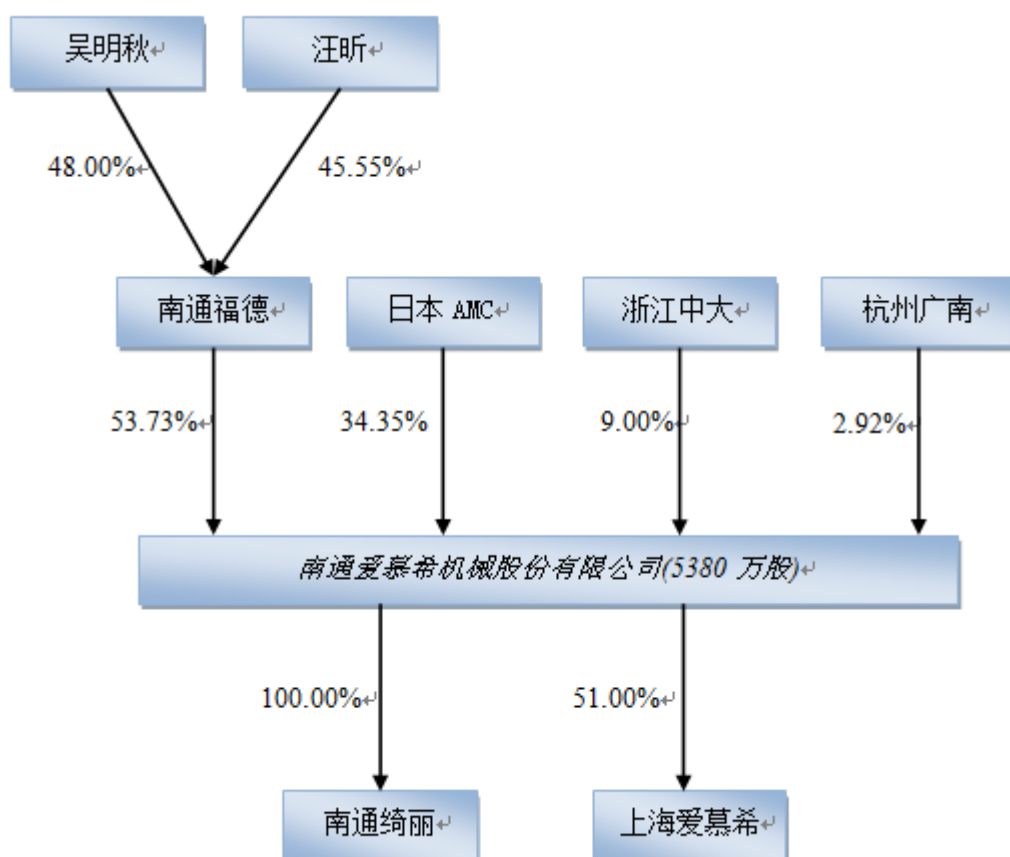 吴明秋 汪昕
48.00% 45.55%
南通福德 日本 AMC 浙江中大 杭州广南
53.73% 34.35% 9.00% 2.92%
南通爱慕希机械股份有限公司(5380 万股)
100.00% 51.00%
南通绮丽 上海爱慕希